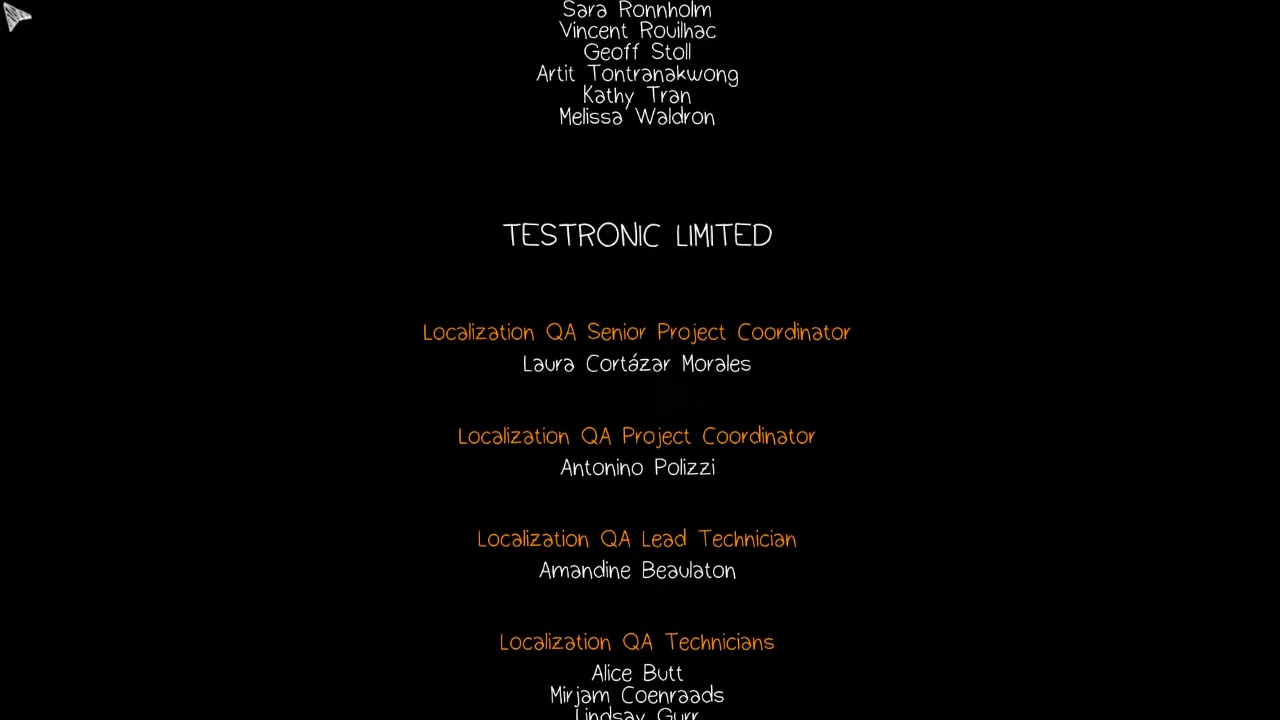 Sara Ronnholm
Vincent Rouilhac
Geoff Stoll
Artit Tontranakwong
Kathy Tran
Melissa Waldron
TESTRONIC LIMITED
Localization QA Senior Project Coordinator
Laura Cortázar Morales
Localization QA Project Coordinator
Antonino Polizzi
Localization QA Lead Technician
Amandine Beaulaton
Localization QA Technicians
Alice Butt
Mirjam Coenraads
Lindsay Gurr